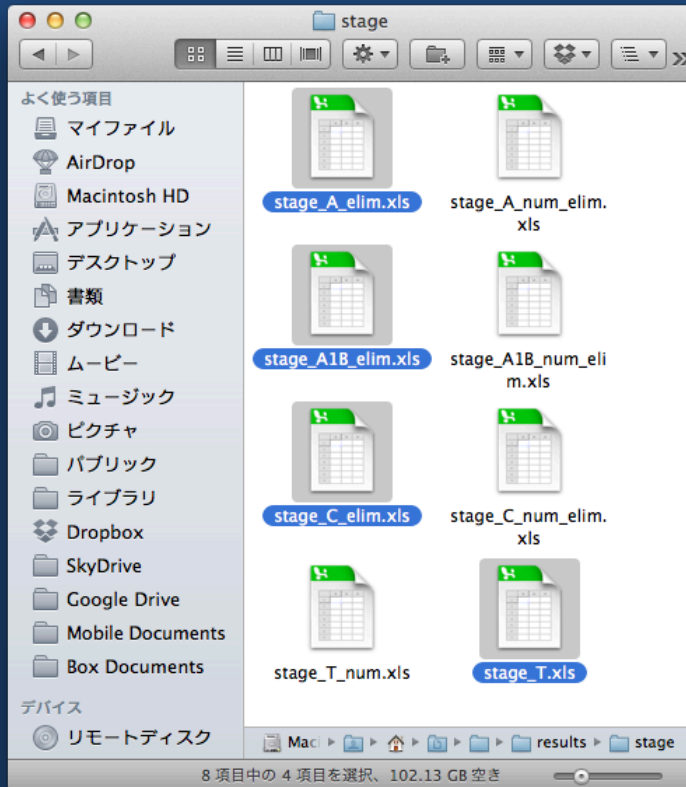 stage
よく使う項目
マイファイル
AirDrop
Macintosh HD
アプリケーション
デスクトップ
書類
ダウンロード
ムービー
ミュージック
ピクチャ
パブリック
ライブラリ
Dropbox
SkyDrive
Google Drive
Mobile Documents
Box Documents
デバイス
リモートディスク
stage_A_elim.xls
stage_A_num_elim.
xls
stage_A1B_elim.xls
stage_A1B_num_eli
m.xls
stage_C_elim.xls
stage_C_num_elim.
xls
stage_T_num.xls
stage_T.xls
Mac
results
stage
8 項目中の 4 項目を選択、102.13 GB 空き